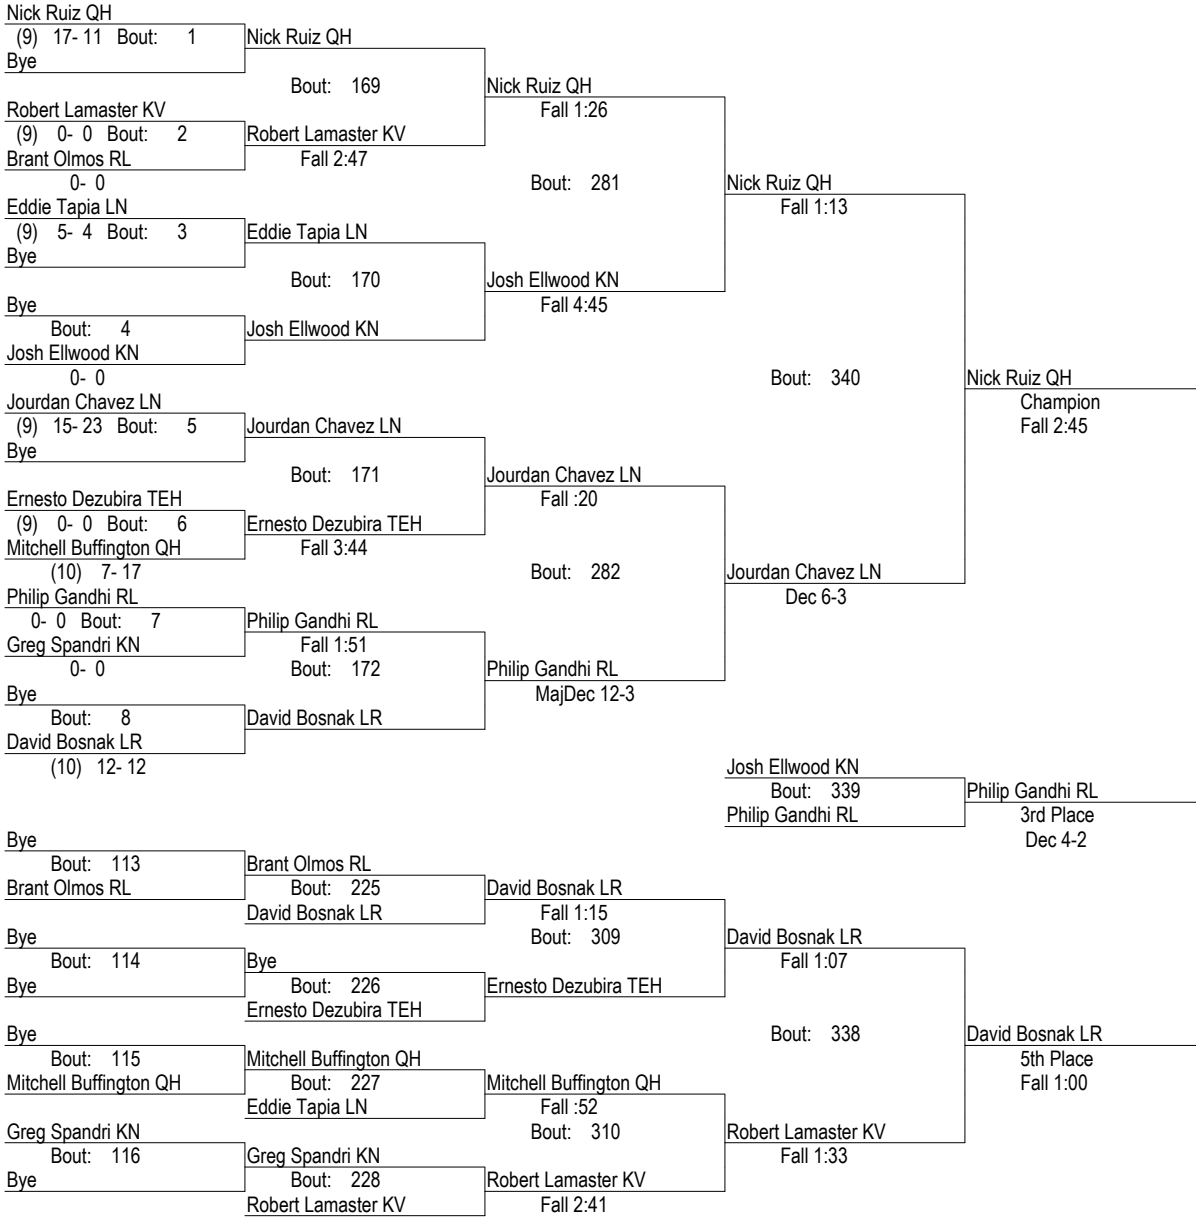 Nick Ruiz QH
(9) 17- 11 Bout: 1
Nick Ruiz QH
Bye
Bout: 169
Nick Ruiz QH
Robert Lamaster KV
Fall 1:26
(9) 0- 0 Bout: 2
Robert Lamaster KV
Brant Olmos RL
Fall 2:47
0- 0
Bout: 281
Nick Ruiz QH
Eddie Tapia LN
Fall 1:13
(9) 5- 4 Bout: 3
Eddie Tapia LN
Bye
Bout: 170
Josh Ellwood KN
Bye
Fall 4:45
Bout: 4
Josh Ellwood KN
Josh Ellwood KN
0- 0
Bout: 340
Nick Ruiz QH
Jourdan Chavez LN
Champion
(9) 15- 23 Bout: 5
Jourdan Chavez LN
Fall 2:45
Bye
Bout: 171
Jourdan Chavez LN
Ernesto Dezubira TEH
Fall :20
(9) 0- 0 Bout: 6
Ernesto Dezubira TEH
Mitchell Buffington QH
Fall 3:44
(10) 7- 17
Bout: 282
Jourdan Chavez LN
Philip Gandhi RL
Dec 6-3
0- 0 Bout: 7
Philip Gandhi RL
Greg Spandri KN
Fall 1:51
0- 0
Bout: 172
Philip Gandhi RL
Bye
MajDec 12-3
Bout: 8
David Bosnak LR
David Bosnak LR
(10) 12- 12
Josh Ellwood KN
Bout: 339
Philip Gandhi RL
Philip Gandhi RL
3rd Place
Dec 4-2
Bye
Bout: 113
Brant Olmos RL
Brant Olmos RL
Bout: 225
David Bosnak LR
David Bosnak LR
Fall 1:15
Bye
Bout: 309
David Bosnak LR
Bout: 114
Bye
Fall 1:07
Bye
Bout: 226
Ernesto Dezubira TEH
Ernesto Dezubira TEH
Bye
Bout: 338
David Bosnak LR
Bout: 115
Mitchell Buffington QH
5th Place
Mitchell Buffington QH
Bout: 227
Mitchell Buffington QH
Fall 1:00
Eddie Tapia LN
Fall :52
Greg Spandri KN
Bout: 310
Robert Lamaster KV
Bout: 116
Greg Spandri KN
Fall 1:33
Bye
Bout: 228
Robert Lamaster KV
Robert Lamaster KV
Fall 2:41